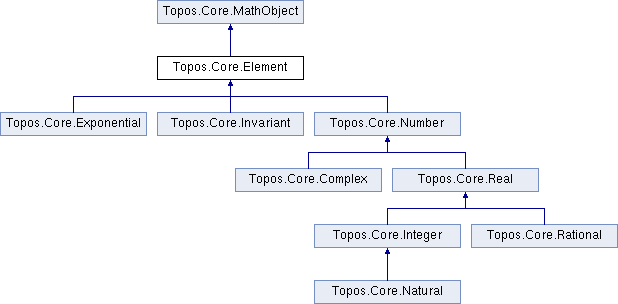 Topos.Core.MathObject
Topos.Core.Element
Topos.Core.Exponential
Topos.Core.Invariant
Topos.Core.Number
Topos.Core.Complex
Topos.Core.Real
Topos.Core.Integer
Topos.Core.Rational
Topos.Core.Natural